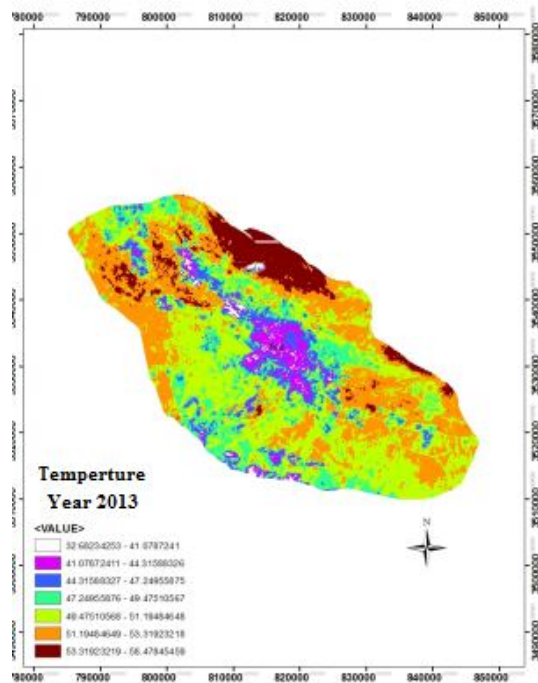 780000 790000 800000 810000 820000 830000 840000 850000
Temperture
Year 2013
<VALUE>
32.68234253 - 41.0787241
41.07872411 - 44.31588326
44.31588327 - 47.24955875
47.24955876 - 49.47510567
49.47510568 - 51.19484648
51.19484649 - 53.31923218
53.31923219 - 56.47845459
N
780000 790000 800000 810000 820000 830000 840000 850000